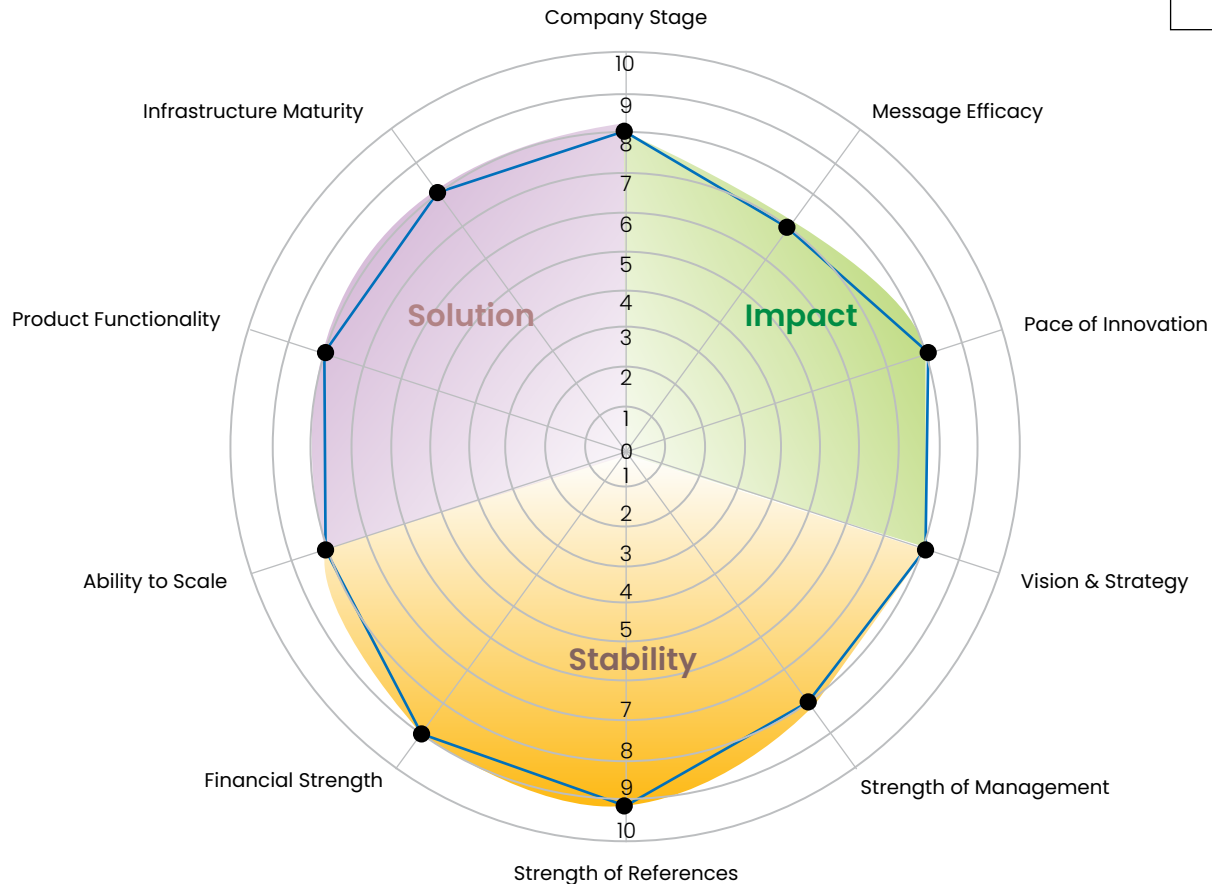 Company Stage
10
Infrastructure Maturity
Message Efficacy
9
8
7
6
5
Solution
Impact
4
Product Functionality
Pace of Innovation
3
2
1
0
1
2
3
Ability to Scale
Vision & Strategy
4
5
Stability
7
8
Financial Strength
Strength of Management
9
10
Strength of References